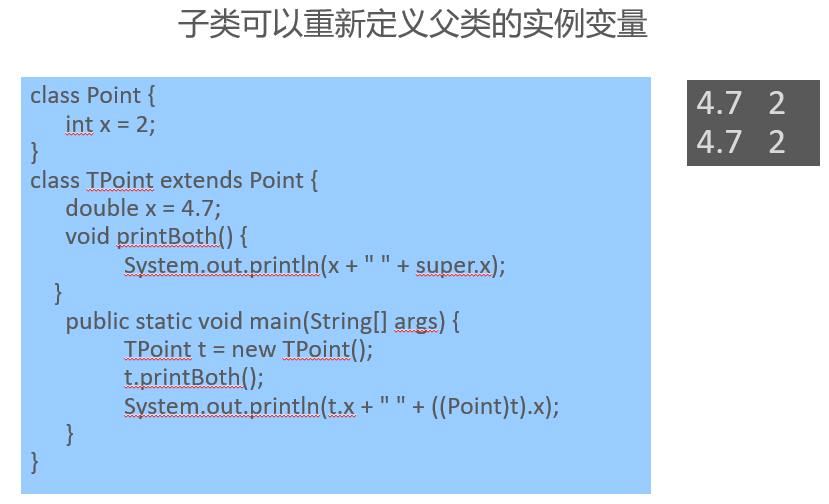 子类可以重新定义父类的实例变量
class Point {
int x = 2;
}
class TPoint extends Point {
double x = 4.7;
void printBoth() {
System.out.println(x + " " + super.x);
}
public static void main(String[] args) {
TPoint t = new TPoint();
t.printBoth();
System.out.println(t.x + " " + ((Point)t).x);
}
}
4.7 2
4.7 2